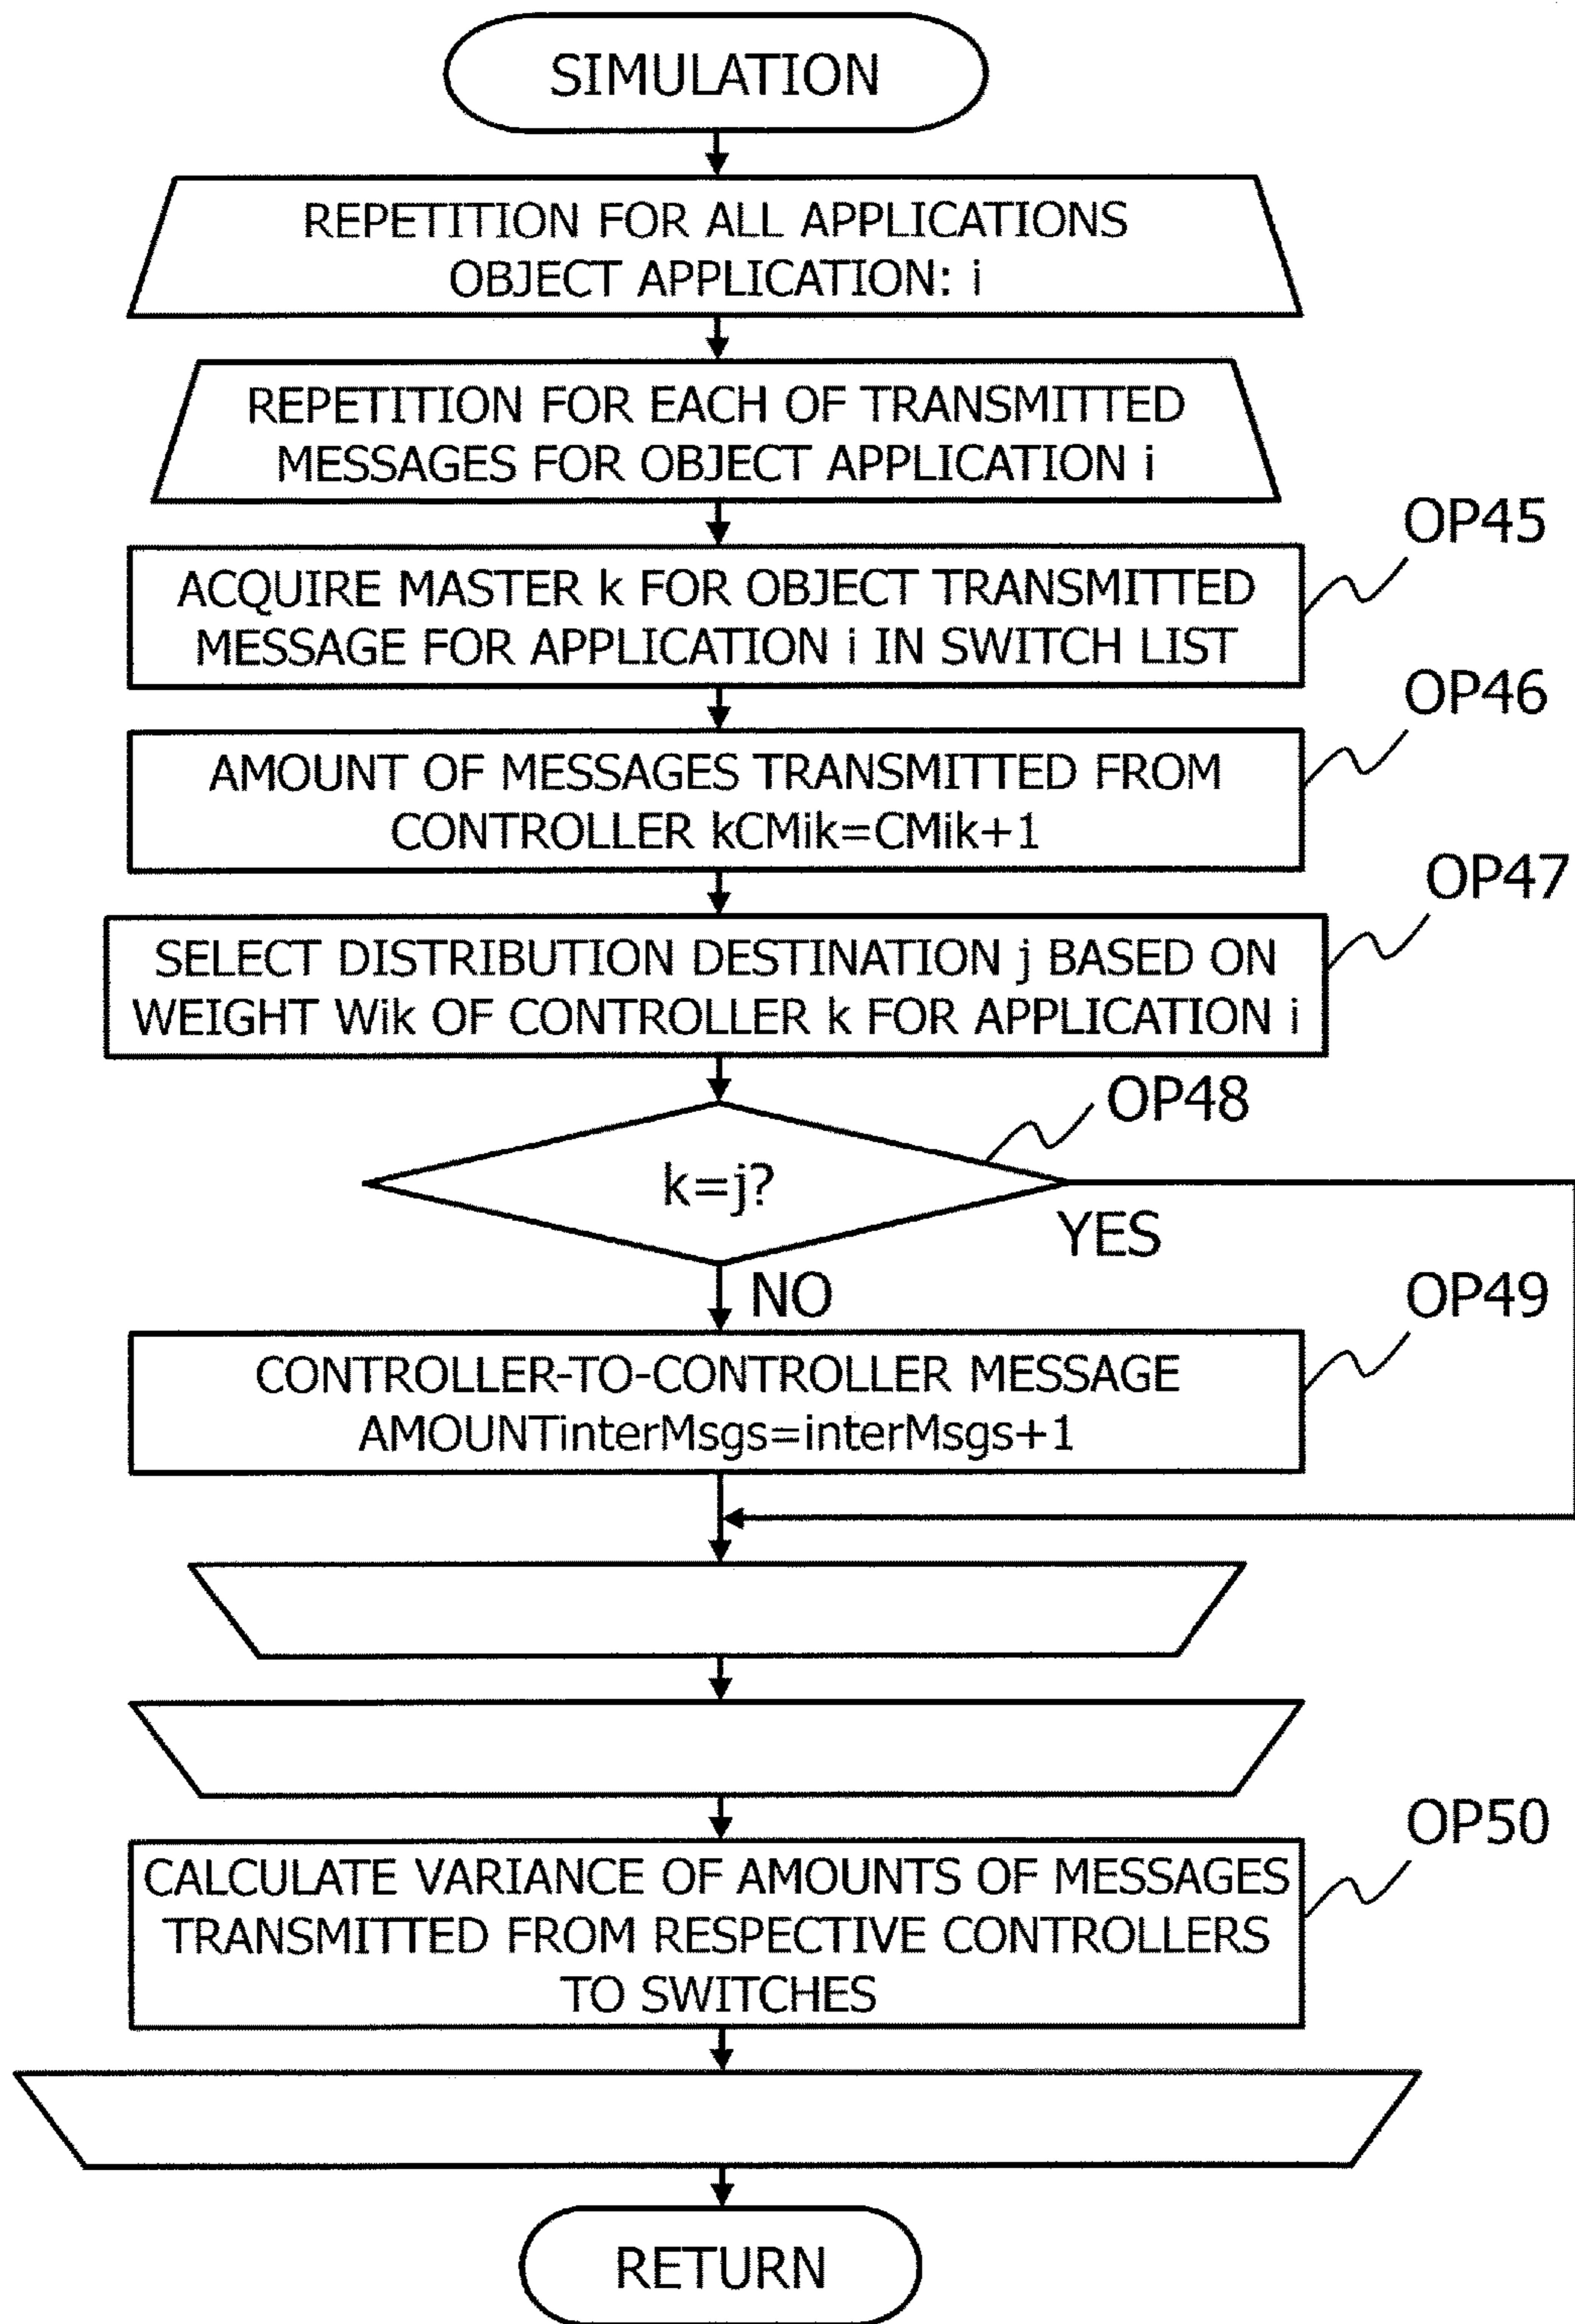 SIMULATION
REPETITION FOR ALL APPLICATIONS
OBJECT APPLICATION: i
REPETITION FOR EACH OF TRANSMITTED
MESSAGES FOR OBJECT APPLICATION i
OP45
ACQUIRE MASTER k FOR OBJECT TRANSMITTED
MESSAGE FOR APPLICATION i IN SWITCH LIST
OP46
AMOUNT OF MESSAGES TRANSMITTED FROM
CONTROLLER kCMik=CMik+1
OP47
SELECT DISTRIBUTION DESTINATION j BASED ON
WEIGHT Wik OF CONTROLLER k FOR APPLICATION i
OP48
k=j?
YES
NO
OP49
CONTROLLER-TO-CONTROLLER MESSAGE
AMOUNTinterMsgs=interMsgs+1
OP50
CALCULATE VARIANCE OF AMOUNTS OF MESSAGES
TRANSMITTED FROM RESPECTIVE CONTROLLERS
TO SWITCHES
RETURN